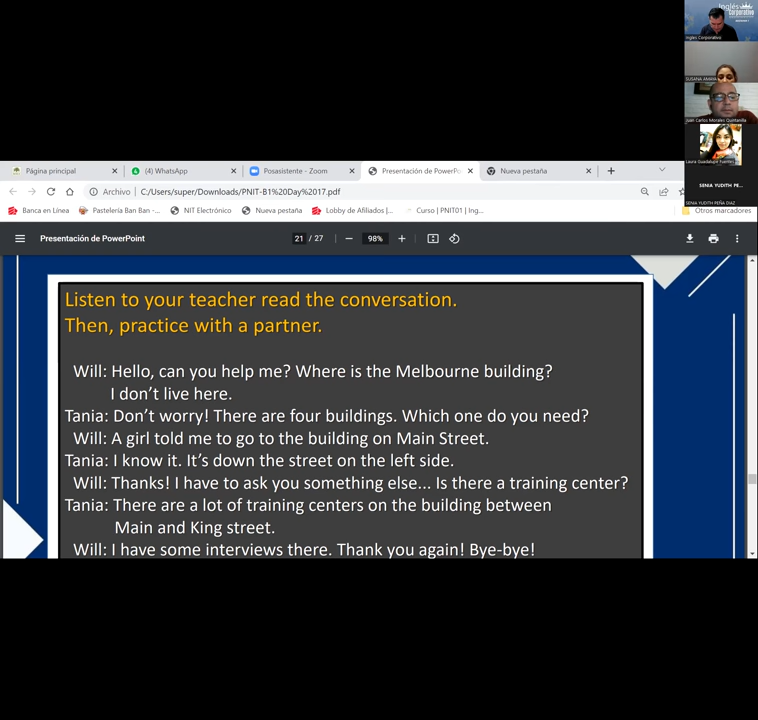 Inglés
Corporativo
Ingles Corporativo
SUSANA AMAYA
Juan Carlos Morales Quintanilla
Laura Guadalupe Fuentes
SENIA YUDITH PE...
SENIA YUDITH PEÑA DIAZ
Página principal
(4) WhatsApp
Posasistente - Zoom
Presentación de PowerPo
Nueva pestaña
Archivo
C:/Users/super/Downloads/PNIT-B1%20Day%2017.pdf
Banca en Línea
Pastelería Ban Ban -...
NIT Electrónico
Nueva pestaña
Lobby de Afiliados |...
Curso | PNIT01 | Ing...
Otros marcadores
Presentación de PowerPoint
21 / 27
98%
Listen to your teacher read the conversation.
Then, practice with a partner.
Will: Hello, can you help me? Where is the Melbourne building?
I don't live here.
Tania: Don't worry! There are four buildings. Which one do you need?
Will: A girl told me to go to the building on Main Street.
Tania: I know it. It's down the street on the left side.
Will: Thanks! I have to ask you something else... Is there a training center?
Tania: There are a lot of training centers on the building between
Main and King street.
Will: I have some interviews there. Thank you again! Bye-bye!